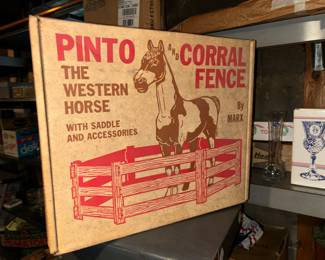 PINTO AND CORRAL
THE FENCE
WESTERN
HORSE By
MARX
WITH SADDLE
AND ACCESSORIES